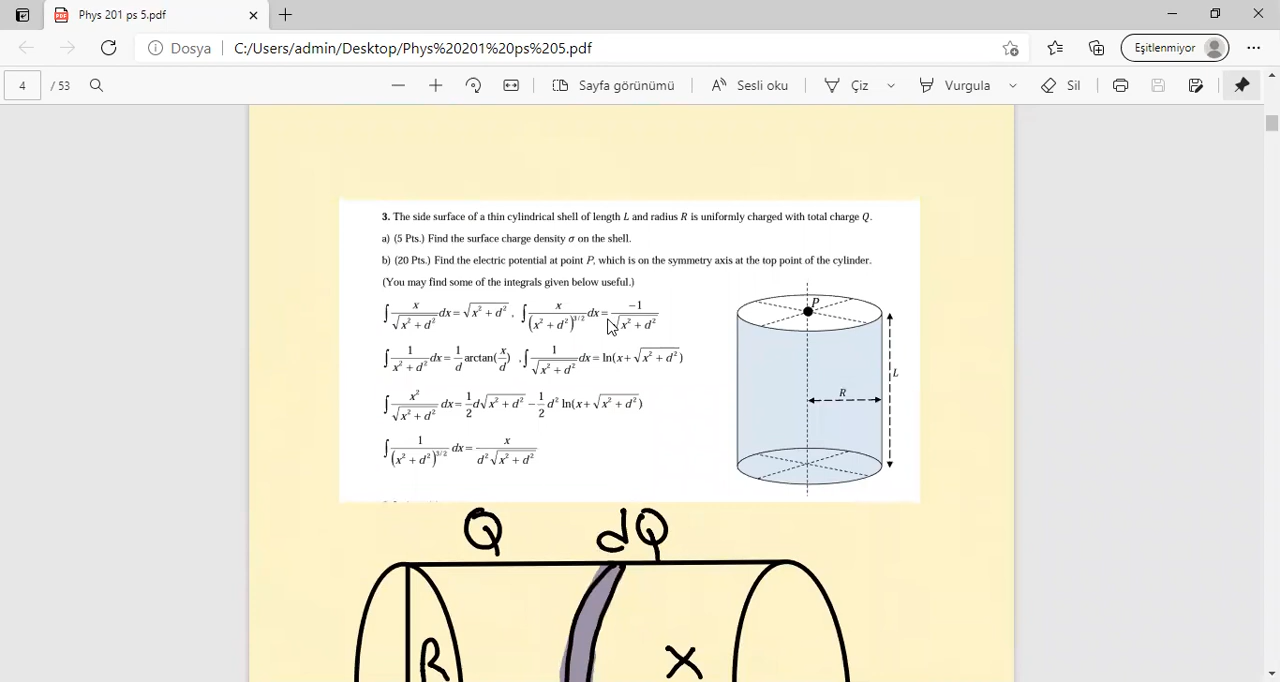 Phys 201 ps 5.pdf
Dosya C:/Users/admin/Desktop/Phys%20201%20ps%205.pdf
Eşitlenmiyor
4 / 53 Sayfa görünümü Sesli oku Çiz Vurgula Sil
3. The side surface of a thin cylindrical shell of length L and radius R is uniformly charged with total charge Q.
a) (5 Pts.) Find the surface charge density σ on the shell.
b) (20 Pts.) Find the electric potential at point P, which is on the symmetry axis at the top point of the cylinder.
(You may find some of the integrals given below useful.)
∫ x/√(x² + d²) dx = √(x² + d²) , ∫ x/(x² + d²)^{3/2} dx = −1/√(x² + d²)
∫ 1/(x² + d²) dx = 1/d arctan(x/d) , ∫ 1/√(x² + d²) dx = ln(x + √(x² + d²))
∫ x²/√(x² + d²) dx = 1/2 d√(x² + d²) − 1/2 d² ln(x + √(x² + d²))
∫ 1/(x² + d²)^{3/2} dx = x/(d²√(x² + d²))
P
L
R
Q dQ
R x